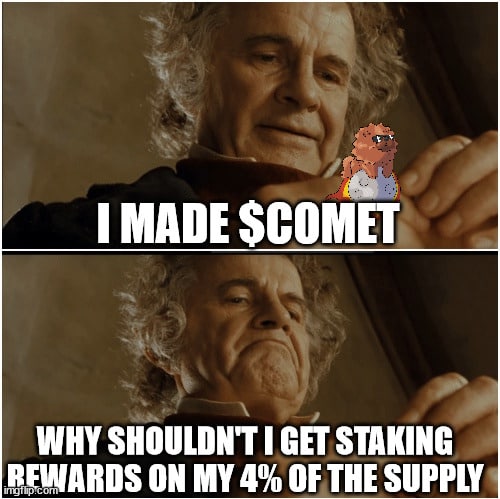 I MADE $COMET
WHY SHOULDN'T I GET STAKING
REWARDS ON MY 4% OF THE SUPPLY
imgflip.com